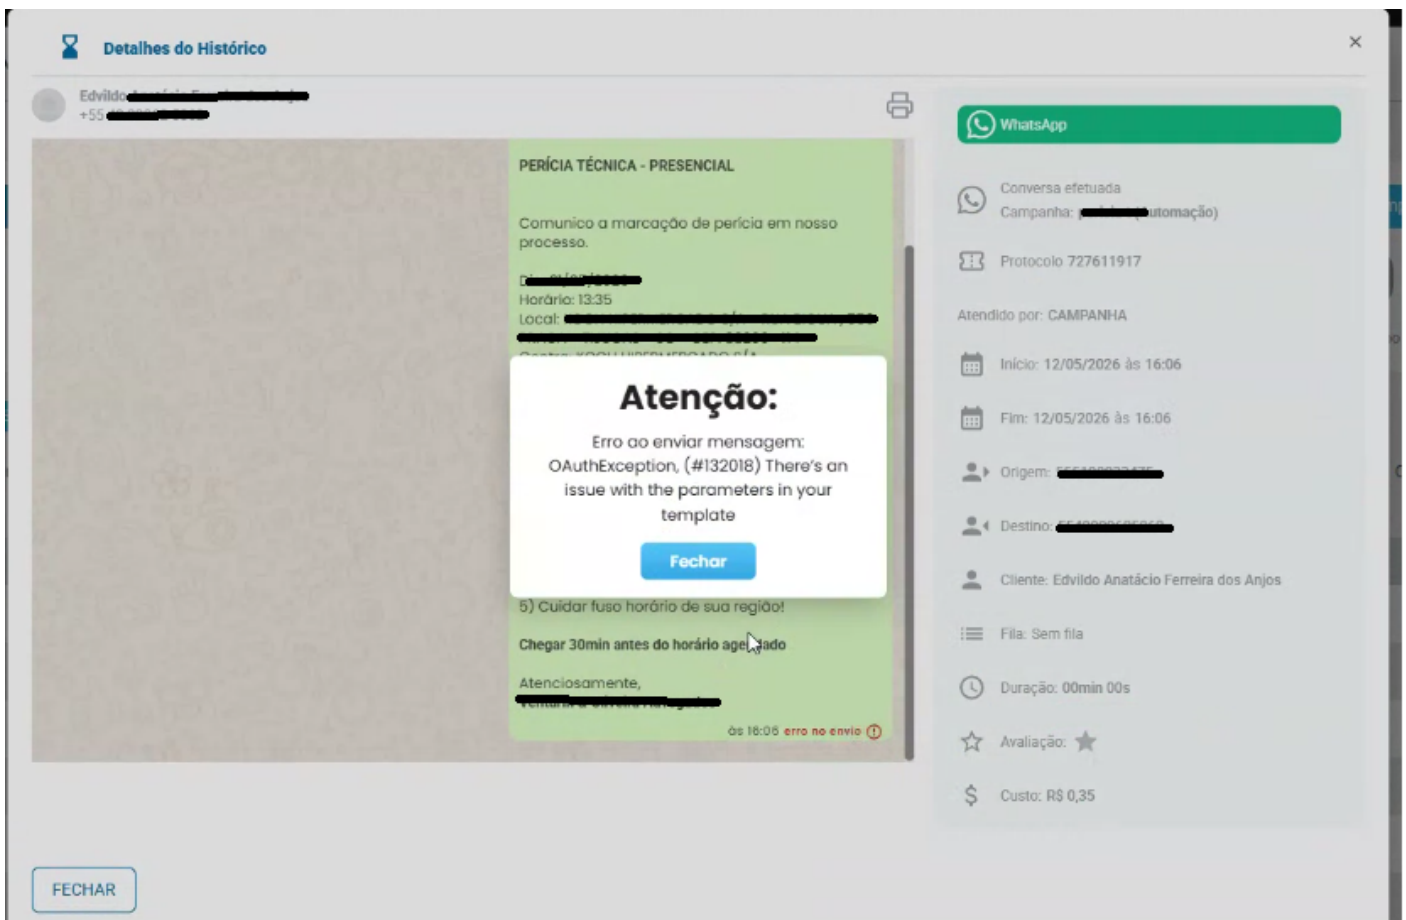 Detalhes do Histórico
×
Edvildo
+55
WhatsApp
PERÍCIA TÉCNICA - PRESENCIAL
Comunico a marcação de perícia em nosso
processo.
Horário: 13:35
Local:
Atenção:
Erro ao enviar mensagem:
OAuthException, (#132018) There's an
issue with the parameters in your
template
Fechar
5) Cuidar fuso horário de sua região!
Chegar 30min antes do horário agendado
Atenciosamente,
às 16:06 erro no envio
Conversa efetuada
Campanha: utomação)
Protocolo 727611917
Atendido por: CAMPANHA
Início: 12/05/2026 às 16:06
Fim: 12/05/2026 às 16:06
Origem:
Destino:
Cliente: Edvildo Anatácio Ferreira dos Anjos
Fila: Sem fila
Duração: 00min 00s
Avaliação:
Custo: R$ 0,35
FECHAR